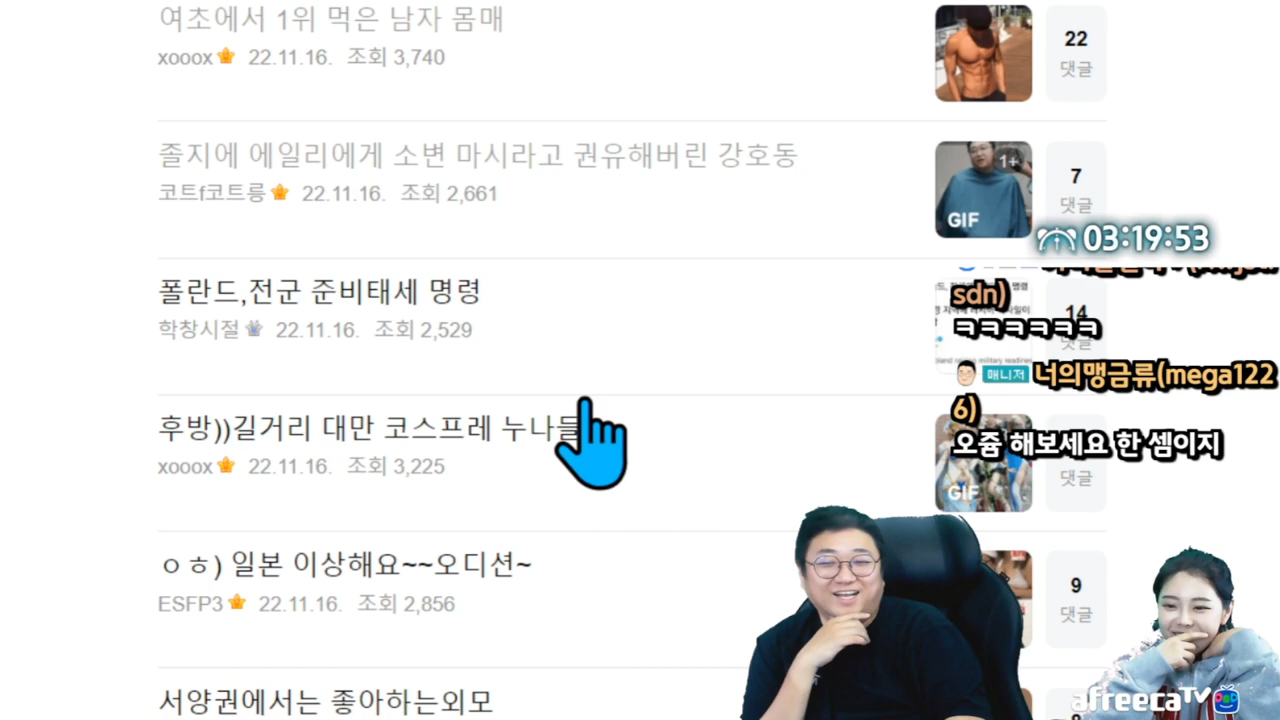 여초에서 1위 먹은 남자 몸매
xooox 22.11.16. 조회 3,740
22
댓글
졸지에 에일리에게 소변 마시라고 권유해버린 강호동
코트f코트릉 22.11.16. 조회 2,661
1+
GIF
7
댓글
03:19:53
폴란드,전군 준비태세 명령
학창시절 22.11.16. 조회 2,529
14
댓글
sdn)
ㅋㅋㅋㅋㅋㅋ
매니저 너의맹금류(mega122
6)
오줌 해보세요 한 셈이지
후방))길거리 대만 코스프레 누나들
xooox 22.11.16. 조회 3,225
GIF
댓글
ㅇㅎ) 일본 이상해요~~오디션~
ESFP3 22.11.16. 조회 2,856
9
댓글
서양권에서는 좋아하는외모
afreecaTV